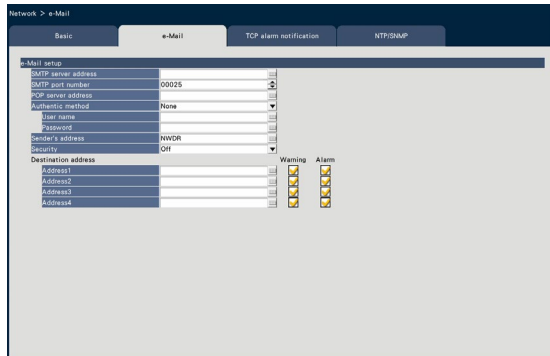 Network > e-Mail
Basic e-Mail TCP alarm notification NTP/SNMP
e-Mail setup
SMTP server address
SMTP port number 00025
POP server address
Authentic method None
User name
Password
Sender's address NWDR
Security Off
Destination address Warning Alarm
Address1
Address2
Address3
Address4